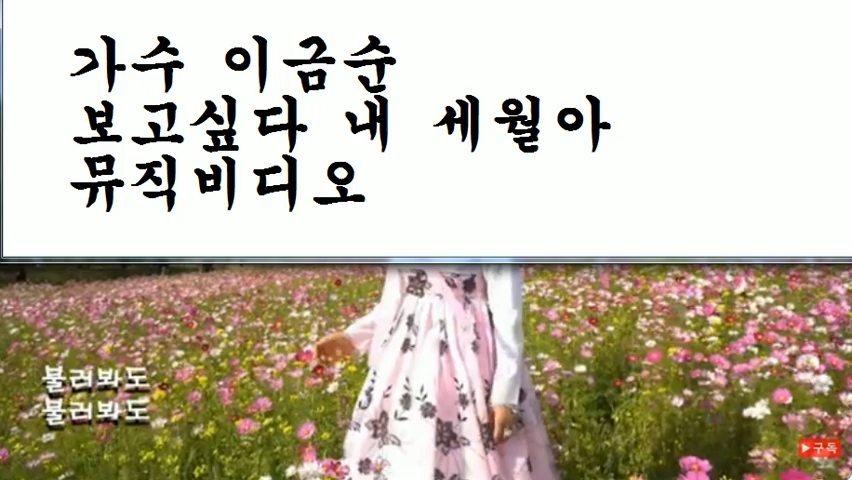 가수 이금순
보고싶다 내 세월아
뮤직비디오
불러봐도
불러봐도
구독